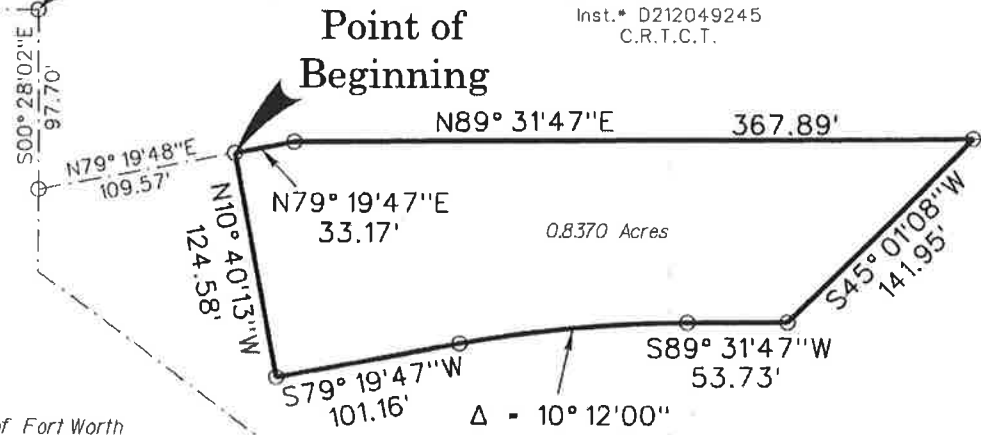 Inst.* D212049245
C.R.T.C.T.
Point of
Beginning
S00° 28'02"E
97.70'
N89° 31'47"E 367.89'
N79° 19'48"E
109.57'
N79° 19'47"E
33.17'
N10° 40'13"W
124.58'
0.8370 Acres
S45° 01'08"W
141.95'
S89° 31'47"W
53.73'
S79° 19'47"W
101.16'
Δ = 10° 12'00"
of Fort Worth